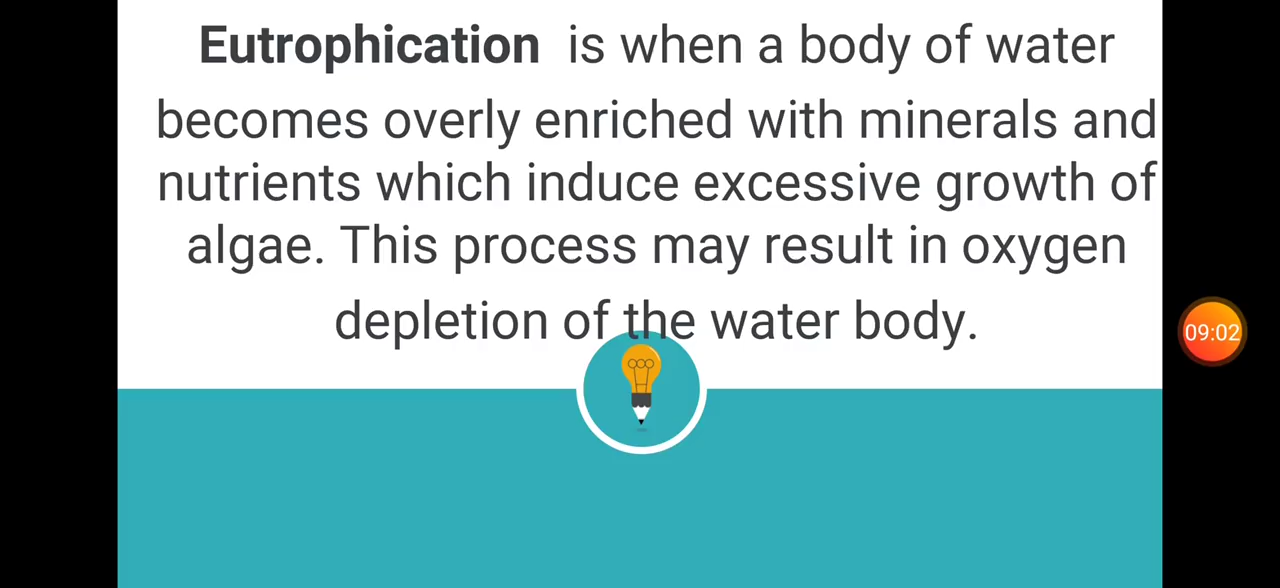 Eutrophication is when a body of water
becomes overly enriched with minerals and
nutrients which induce excessive growth of
algae. This process may result in oxygen
depletion of the water body.
09:02